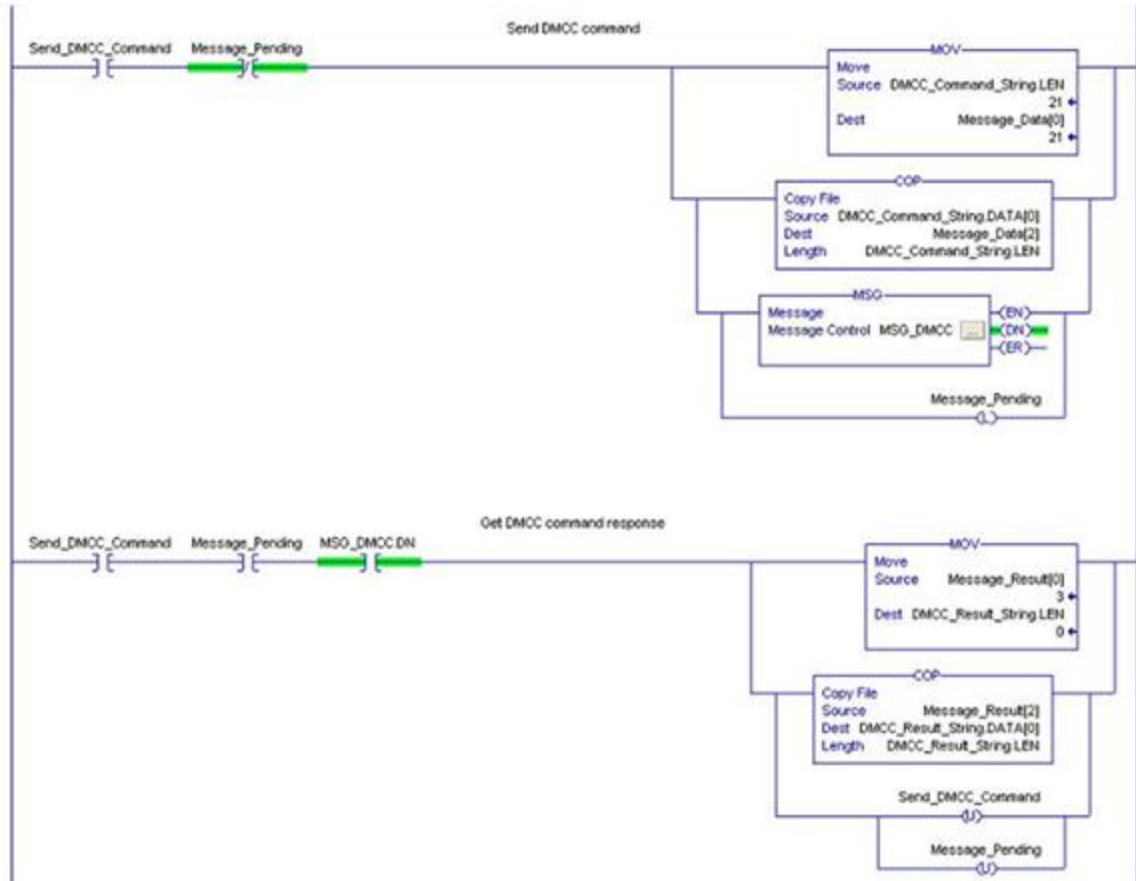 Send DMCC command
Send_DMCC_Command Message_Pending
MOV
Move
Source DMCC_Command_String.LEN
21
Dest Message_Data[0]
21
COP
Copy File
Source DMCC_Command_String.DATA[0]
Dest Message_Data[2]
Length DMCC_Command_String.LEN
MSG
Message
Message Control MSG_DMCC ...
EN
DN
ER
Message_Pending
L
Get DMCC command response
Send_DMCC_Command Message_Pending MSG_DMCC.DN
MOV
Move
Source Message_Result[0]
3
Dest DMCC_Result_String.LEN
0
COP
Copy File
Source Message_Result[2]
Dest DMCC_Result_String.DATA[0]
Length DMCC_Result_String.LEN
Send_DMCC_Command
U
Message_Pending
U